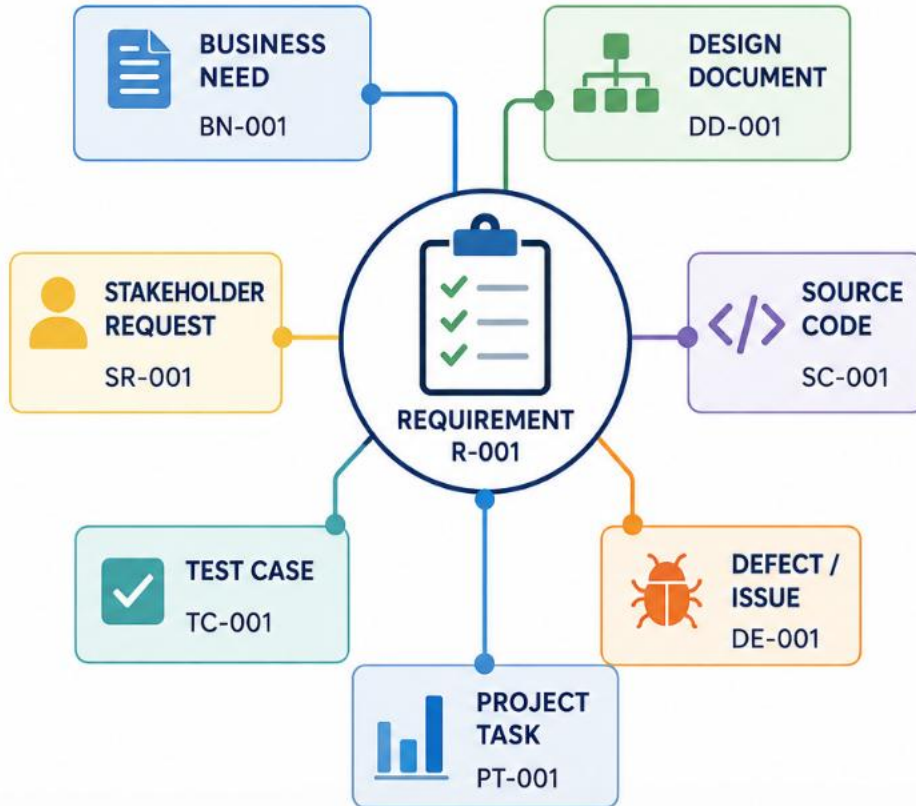 BUSINESS
NEED
BN-001
DESIGN
DOCUMENT
DD-001
STAKEHOLDER
REQUEST
SR-001
REQUIREMENT
R-001
SOURCE
CODE
SC-001
TEST CASE
TC-001
DEFECT /
ISSUE
DE-001
PROJECT
TASK
PT-001